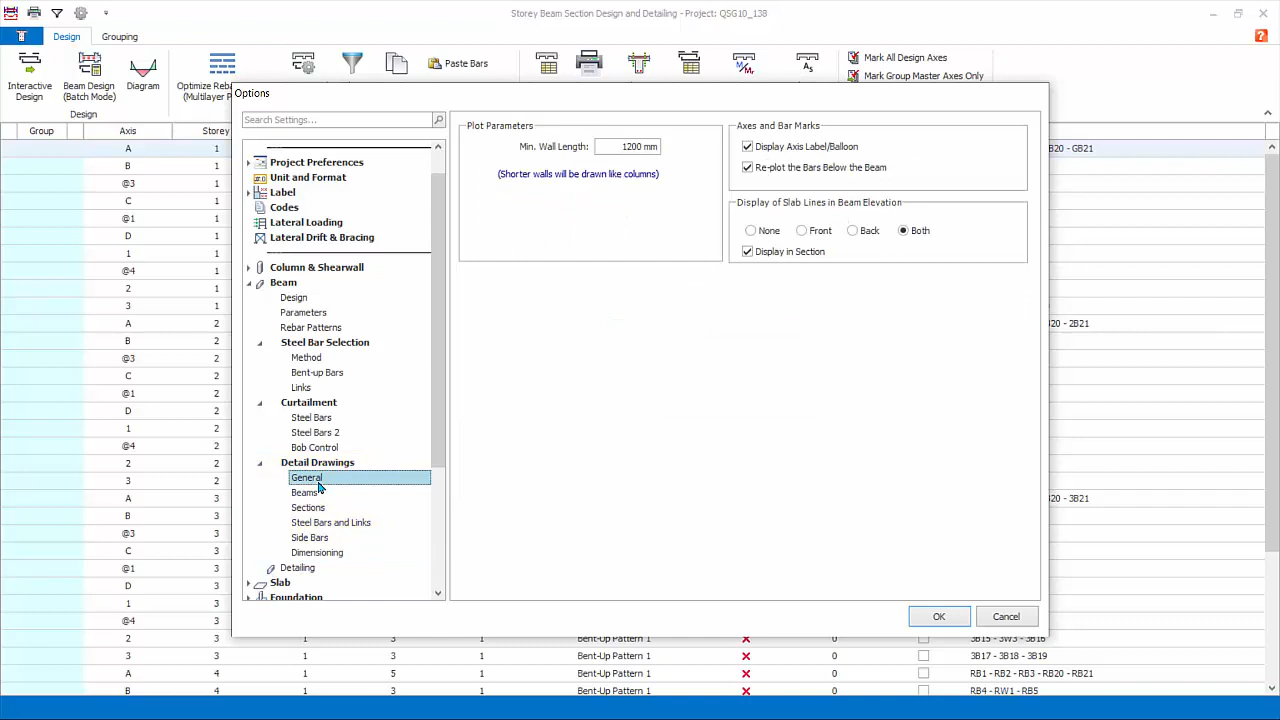 Storey Beam Section Design and Detailing - Project: QSG10_138
Design
Grouping
Interactive Design
Beam Design (Batch Mode)
Diagram
Paste Bars
Mark All Design Axes
Mark Group Master Axes Only
Design
Group Axis Storey
A 1
B 1
@3 1
C 1
@1 1
D 1
1 1
@4 1
2 1
3 1
A 2
B 2
@3 2
C 2
@1 2
D 2
1 2
@4 2
2 2
3 2
A 3
B 3
@3 3
C 3
@1 3
D 3
1 3
@4 3
2 3 1 3 1 Bent-Up Pattern 1 0 3B15 - 3W3 - 3B16
3 3 1 3 1 Bent-Up Pattern 1 0 3B17 - 3B18 - 3B19
A 4 1 5 1 Bent-Up Pattern 1 0 RB1 - RB2 - RB3 - RB20 - RB21
B 4 1 3 1 Bent-Up Pattern 1 0 RB4 - RW1 - RB5
B20 - GB21
B20 - 2B21
B20 - 3B21
Options
Search Settings...
Project Preferences
Unit and Format
Label
Codes
Lateral Loading
Lateral Drift & Bracing
Column & Shearwall
Beam
Design
Parameters
Rebar Patterns
Steel Bar Selection
Method
Bent-up Bars
Links
Curtailment
Steel Bars
Steel Bars 2
Bob Control
Detail Drawings
General
Beams
Sections
Steel Bars and Links
Side Bars
Dimensioning
Detailing
Slab
Foundation
Plot Parameters
Min. Wall Length: 1200 mm
(Shorter walls will be drawn like columns)
Axes and Bar Marks
Display Axis Label/Balloon
Re-plot the Bars Below the Beam
Display of Slab Lines in Beam Elevation
None Front Back Both
Display in Section
OK Cancel